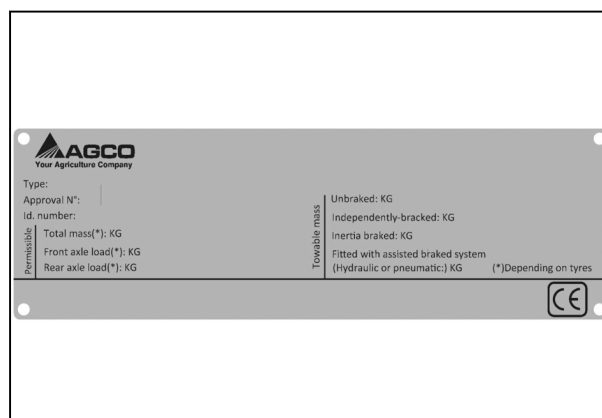 AGCO
Your Agriculture Company
Type:
Approval N°:
Id. number:
Permissible
Total mass(*): KG
Front axle load(*): KG
Rear axle load(*): KG
Towable mass
Unbraked: KG
Independently-bracked: KG
Inertia braked: KG
Fitted with assisted braked system
(Hydraulic or pneumatic:) KG (*)Depending on tyres
CE